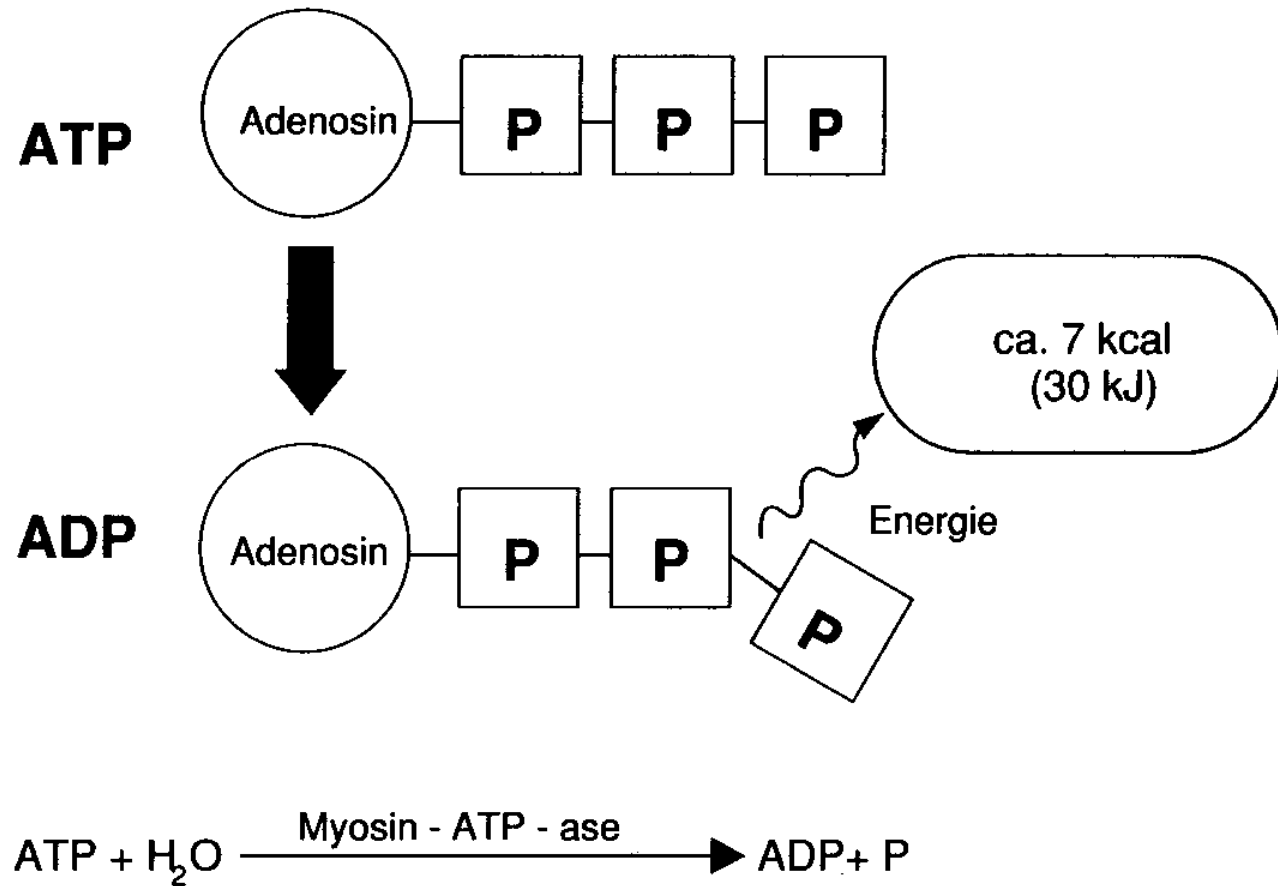 ATP
Adenosin
P
P
P
ca. 7 kcal
(30 kJ)
Energie
ADP
Adenosin
P
P
P
Myosin - ATP - ase
ATP + H₂O
ADP+ P